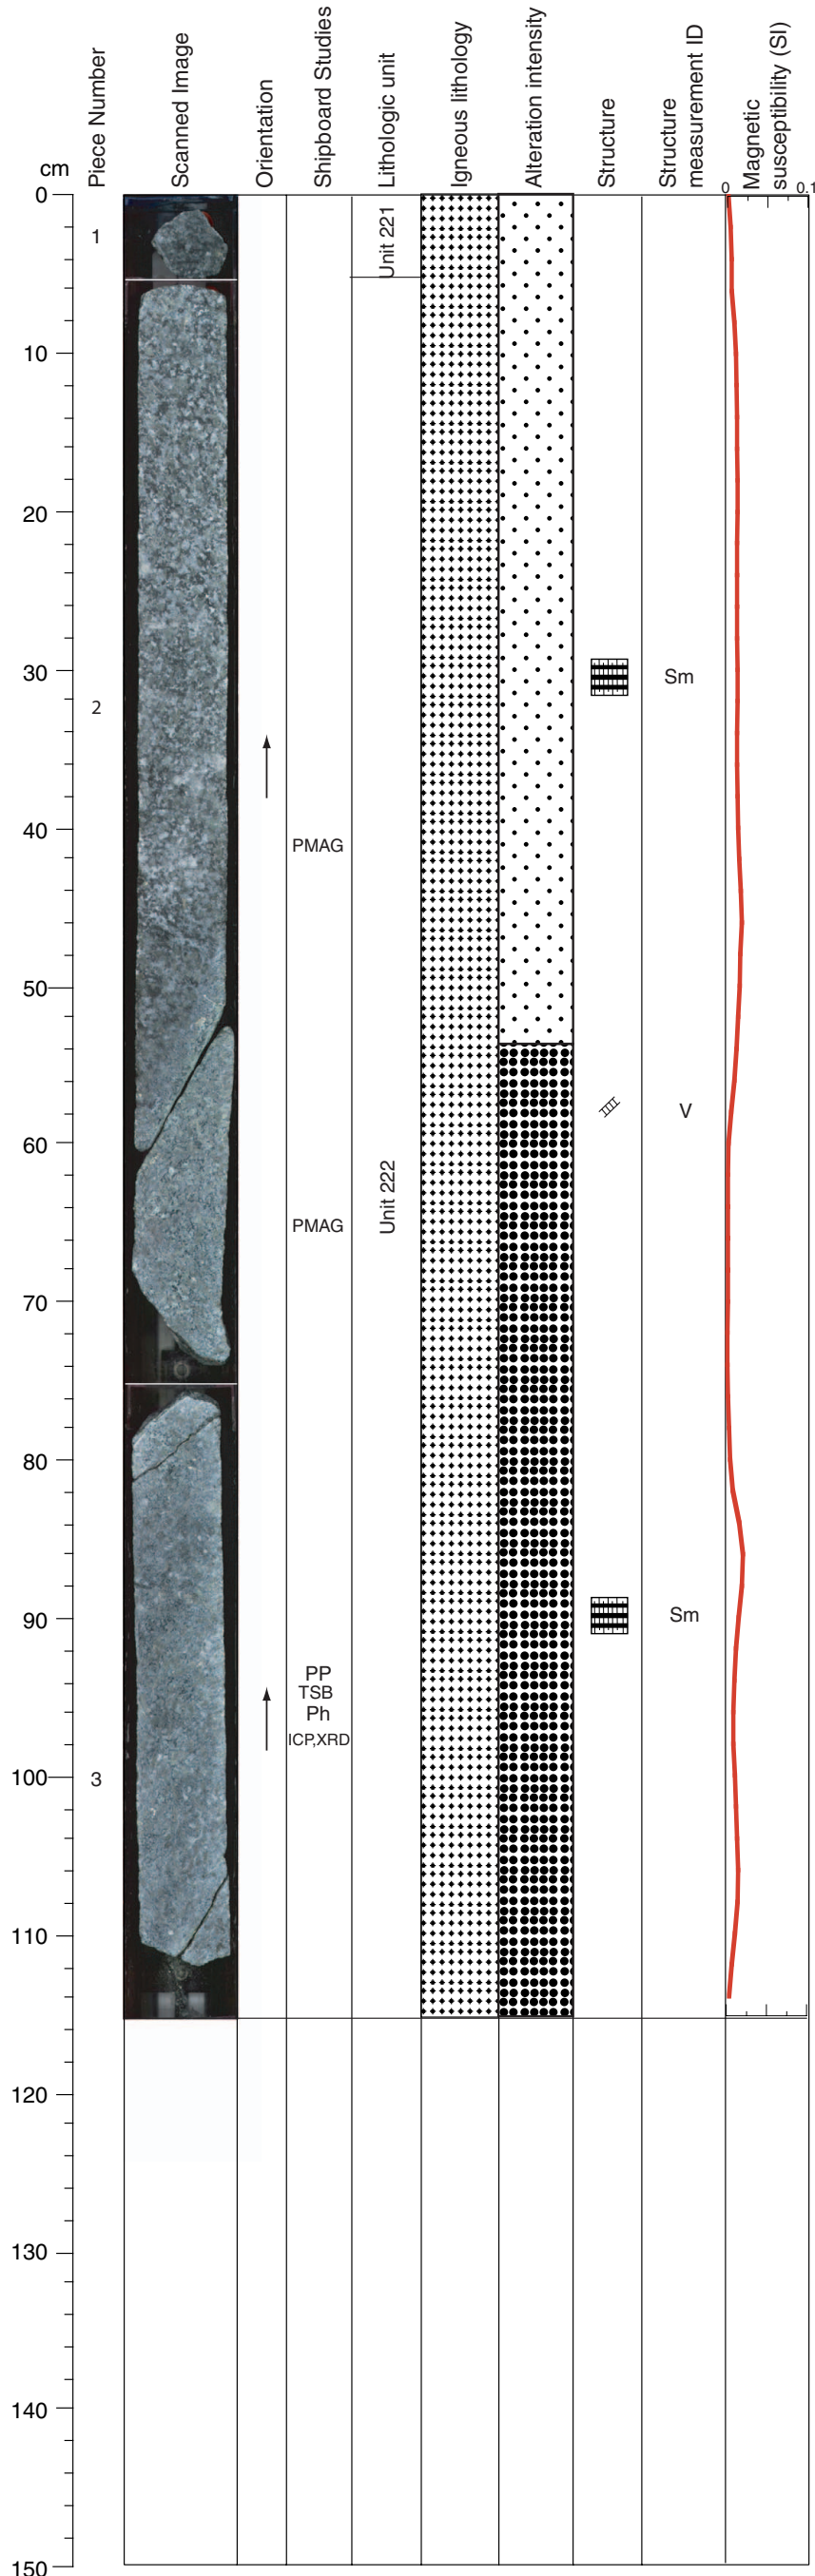 cm
Piece Number
Scanned Image
Orientation
Shipboard Studies
Lithologic unit
Igneous lithology
Alteration intensity
Structure
Structure
measurement ID
Magnetic
susceptibility (SI)
0
0.1
0
1
Unit 221
10
20
30
Sm
2
40
PMAG
50
V
60
Unit 222
PMAG
70
80
90
Sm
PP
TSB
Ph
ICP,XRD
100
3
110
120
130
140
150